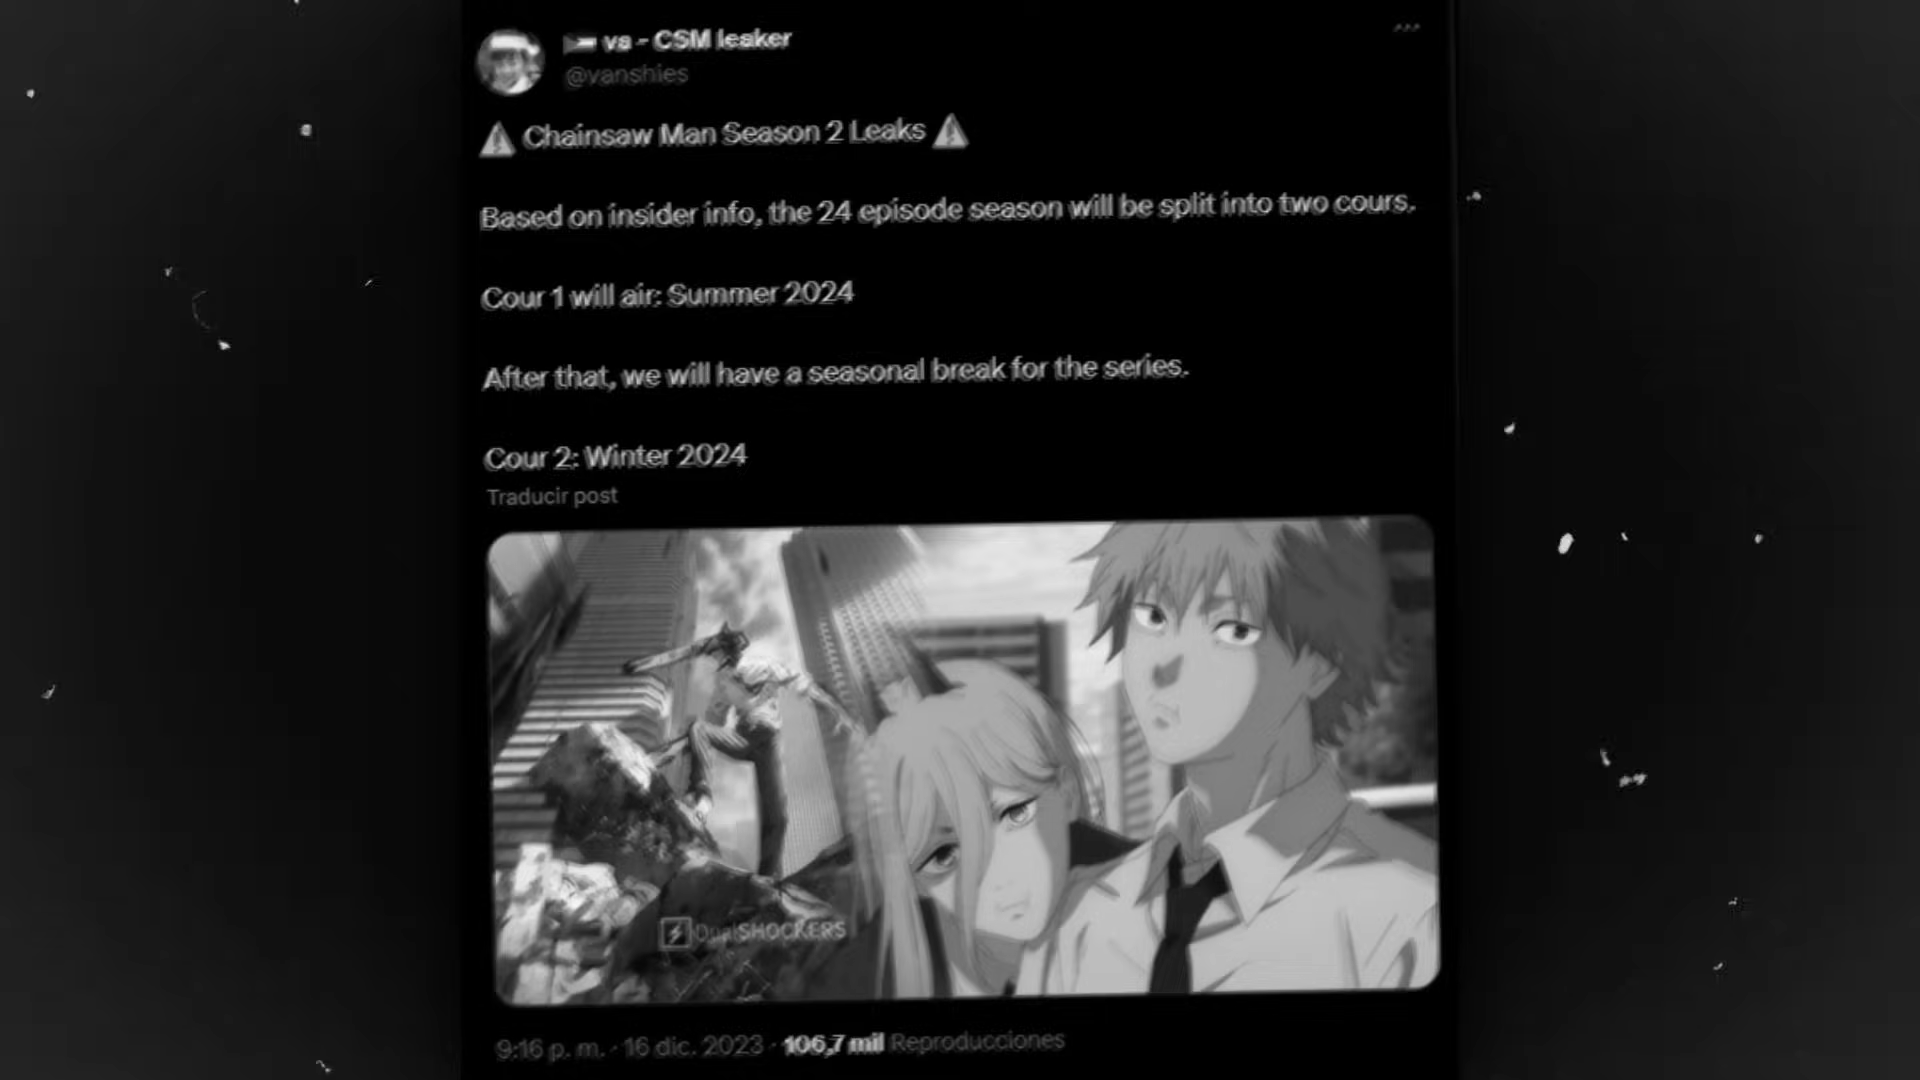 va - CSM leaker
@vanshies
Chainsaw Man Season 2 Leaks
Based on insider info, the 24 episode season will be split into two cours.
Cour 1 will air: Summer 2024
After that, we will have a seasonal break for the series.
Cour 2: Winter 2024
Traducir post
DualSHOCKERS
9:16 p. m. · 16 dic. 2023 · 106,7 mil Reproducciones